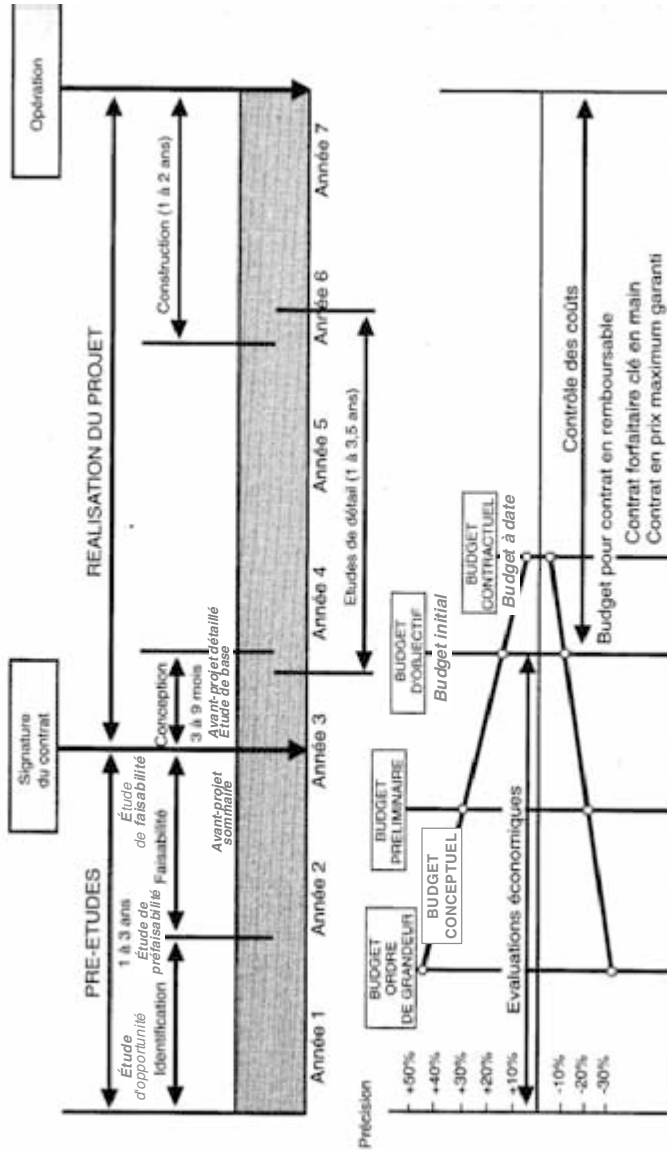 Signature
du contrat
Opération
PRE-ETUDES
1 à 3 ans
REALISATION DU PROJET
Étude
d'opportunité
Étude de
préfaisabilité
Étude
de faisabilité
Identification
Faisabilité
Conception
3 à 9 mois
Construction (1 à 2 ans)
Avant-projet
sommaire
Avant-projet détaillé
Étude de base
Année 1
Année 2
Année 3
Année 4
Année 5
Année 6
Année 7
Etudes de détail (1 à 3,5 ans)
Précision
BUDGET
ORDRE
DE GRANDEUR
BUDGET
CONCEPTUEL
BUDGET
PRELIMINAIRE
BUDGET
D'OBJECTIF
Budget initial
BUDGET
CONTRACTUEL
Budget à date
+50%
+40%
+30%
+20%
+10%
-10%
-20%
-30%
Evaluations économiques
Contrôle des coûts
Budget pour contrat en remboursable
Contrat forfaitaire clé en main
Contrat en prix maximum garanti